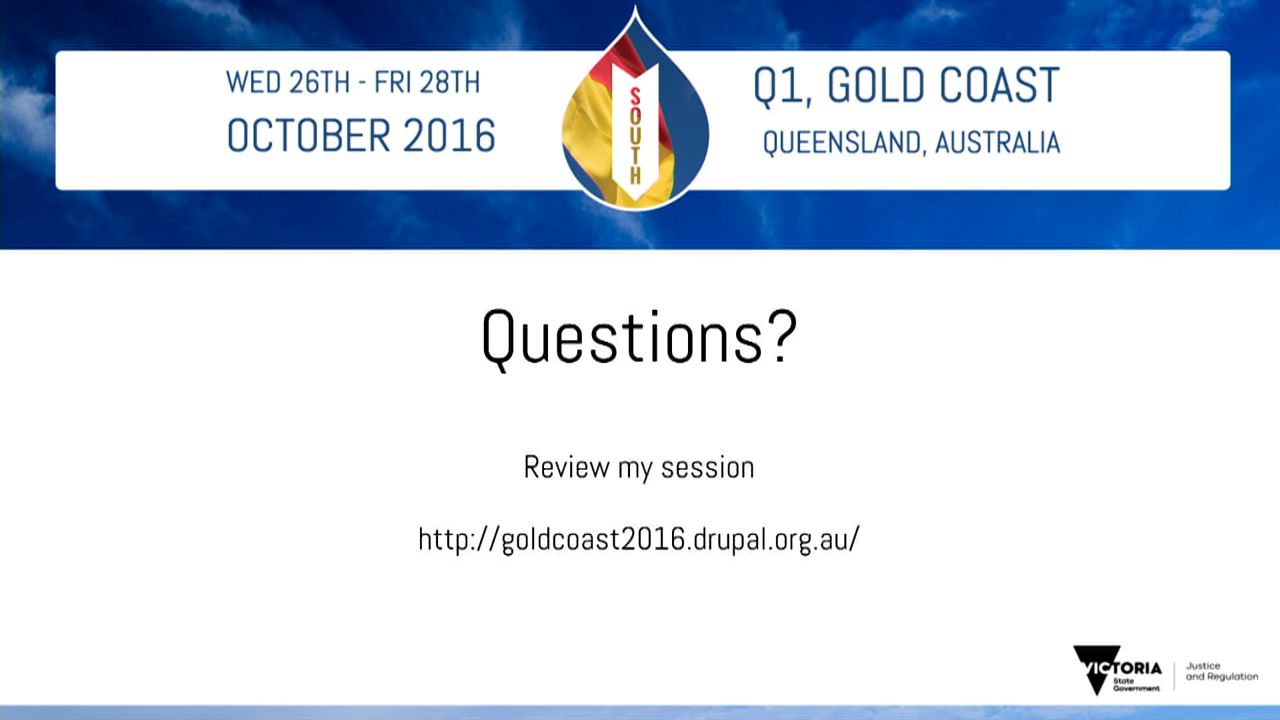 WED 26TH - FRI 28TH
OCTOBER 2016
SOUTH
Q1, GOLD COAST
QUEENSLAND, AUSTRALIA
Questions?
Review my session
http://goldcoast2016.drupal.org.au/
VICTORIA
State
Government
Justice
and Regulation